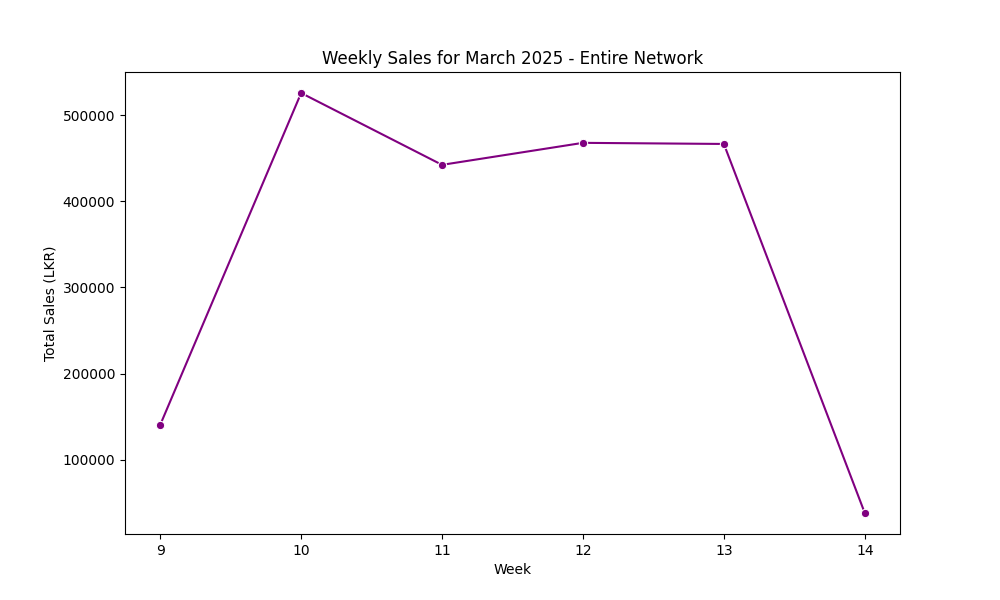 Weekly Sales for March 2025 - Entire Network
500000
400000
300000
200000
100000
Total Sales (LKR)
9 10 11 12 13 14
Week